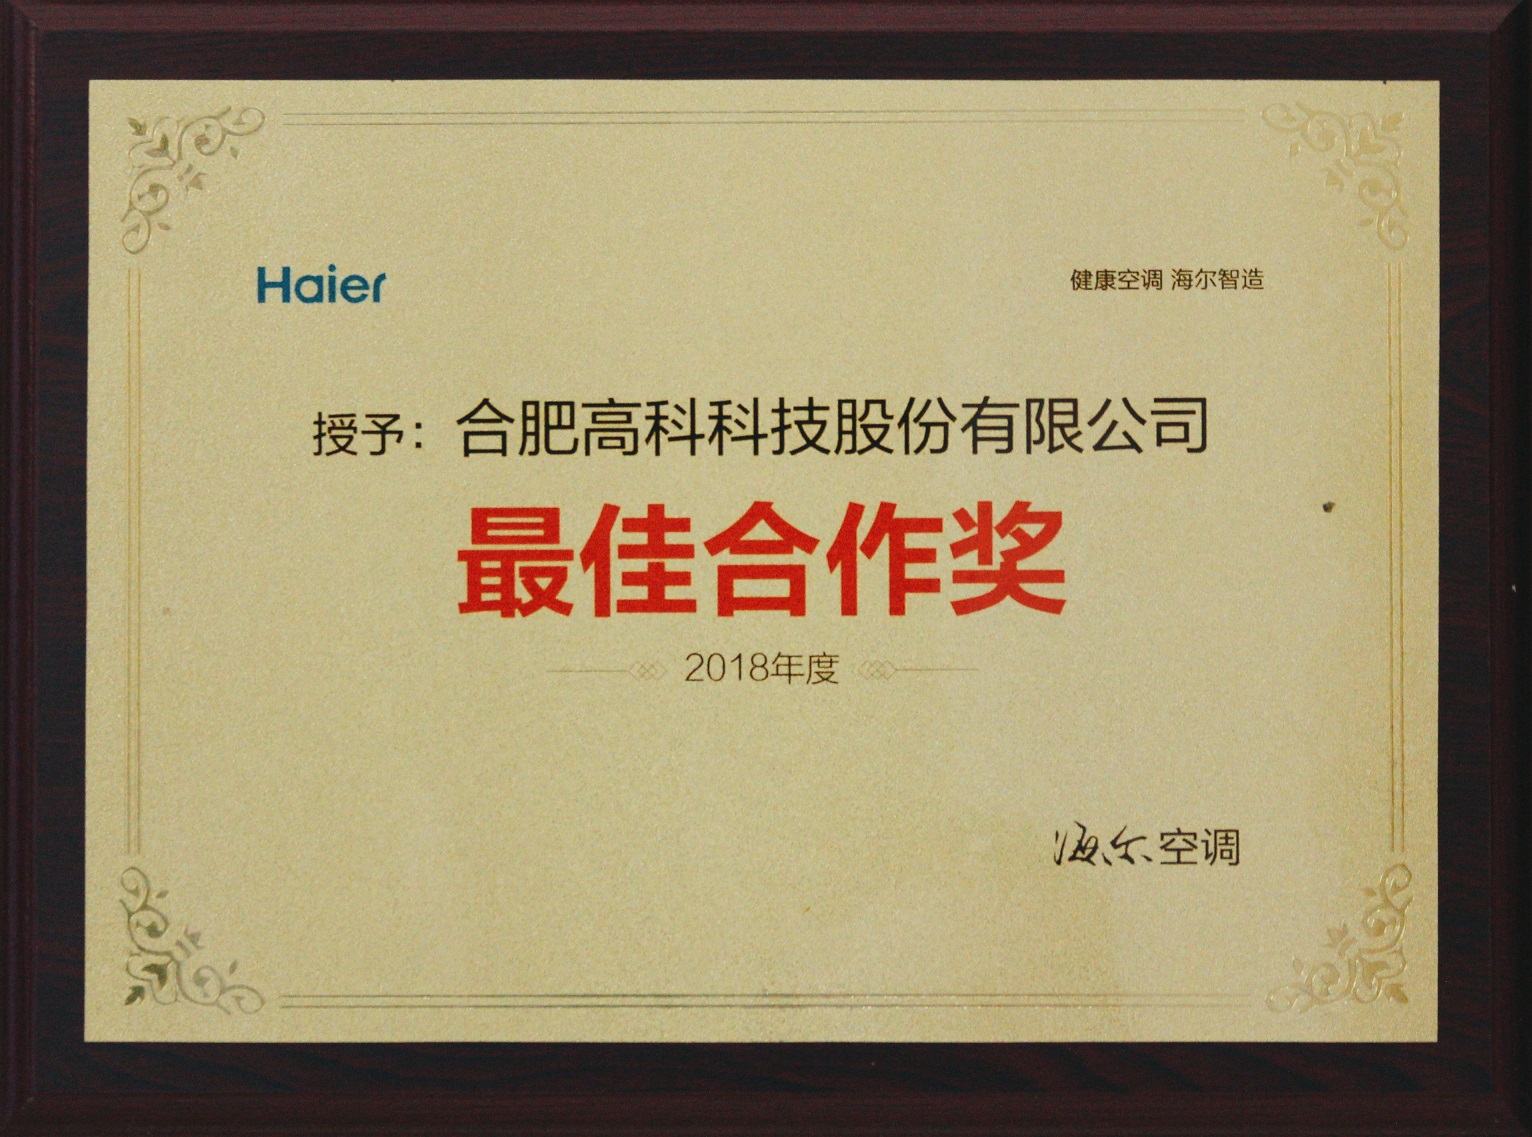 Haier
健康空调 海尔智造
授予：合肥高科科技股份有限公司
最佳合作奖
2018年度
海尔空调